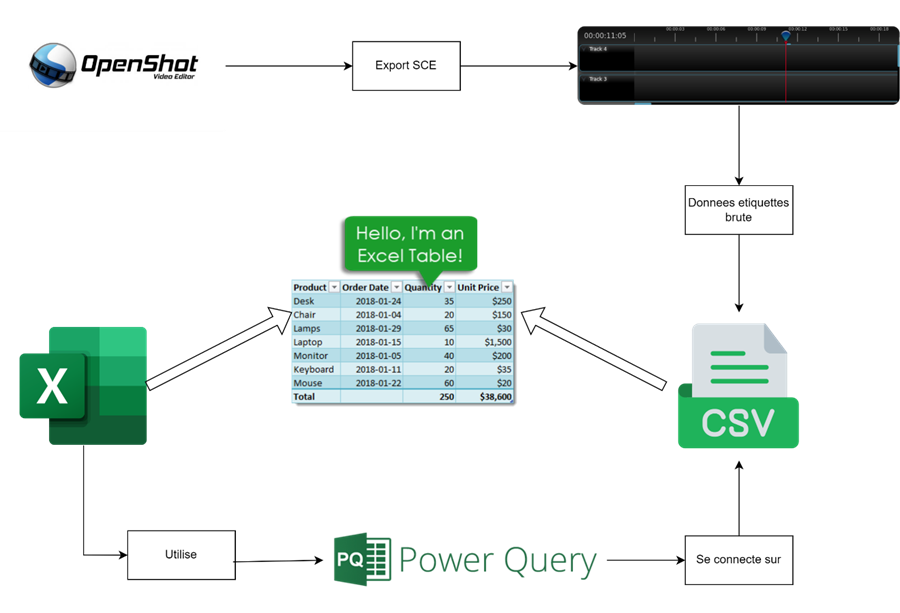 OpenShot
Video Editor
Export SCE
00:00:11:05
00:00:03
00:00:06
00:00:09
00:00:12
00:00:15
00:00:18
Track 4
Track 3
Donnees etiquettes
brute
Hello, I'm an
Excel Table!
Product Order Date Quantity Unit Price
Desk 2018-01-24 35 $250
Chair 2018-01-04 20 $150
Lamps 2018-01-29 65 $30
Laptop 2018-01-15 10 $1,500
Monitor 2018-01-05 40 $200
Keyboard 2018-01-11 20 $35
Mouse 2018-01-22 60 $20
Total 250 $38,600
X
CSV
Utilise
PQ
Power Query
Se connecte sur